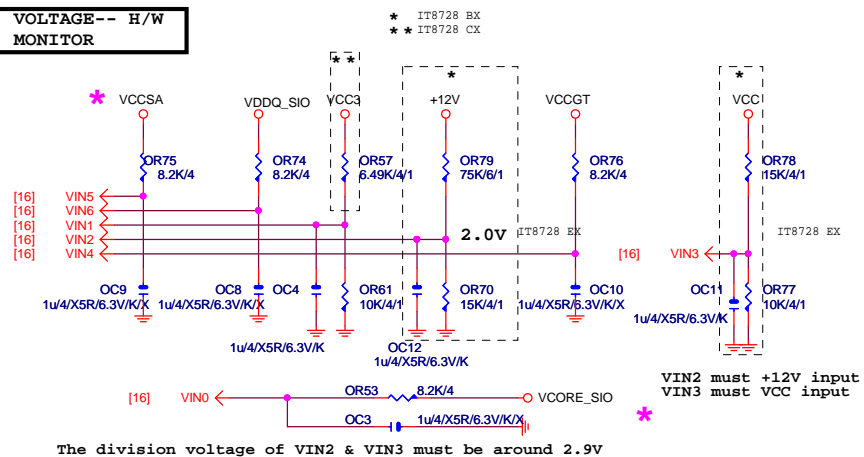 VOLTAGE-- H/W
MONITOR
* IT8728 BX
** IT8728 CX
**
*
*
*
VCCSA
VDDQ_SIO
VCC3
+12V
VCCGT
VCC
OR75
8.2K/4
OR74
8.2K/4
OR57
6.49K/4/1
OR79
75K/6/1
OR76
8.2K/4
OR78
15K/4/1
[16] VIN5
[16] VIN6
[16] VIN1
[16] VIN2
[16] VIN4
2.0V
IT8728 EX
[16] VIN3
IT8728 EX
OC9
1u/4/X5R/6.3V/K/X
OC8
1u/4/X5R/6.3V/K/X
OC4
1u/4/X5R/6.3V/K
OR61
10K/4/1
OC12
1u/4/X5R/6.3V/K
OR70
15K/4/1
OC10
1u/4/X5R/6.3V/K/X
OC11
1u/4/X5R/6.3V/K
OR77
10K/4/1
VIN2 must +12V input
VIN3 must VCC input
*
[16] VIN0
OR53
8.2K/4
VCORE_SIO
OC3
1u/4/X5R/6.3V/K/X
The division voltage of VIN2 & VIN3 must be around 2.9V